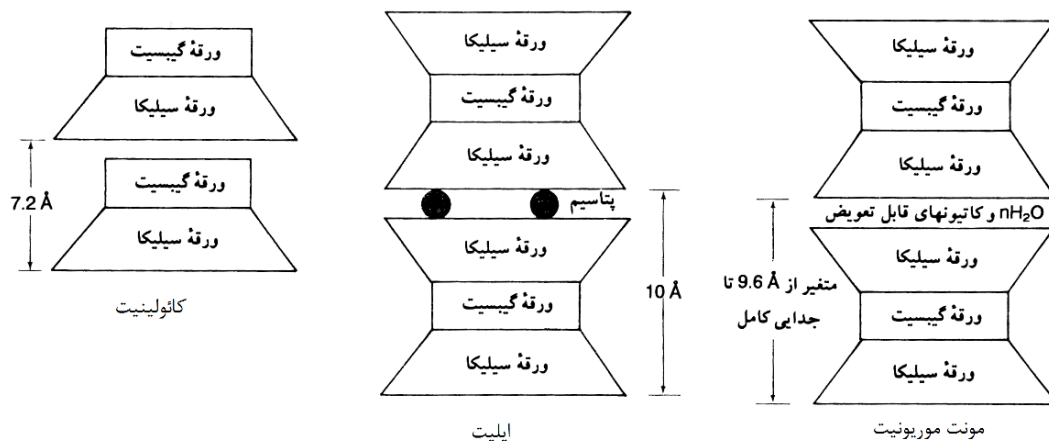 ورقهٔ گیبسیت
ورقهٔ سیلیکا
7.2 Å
ورقهٔ گیبسیت
ورقهٔ سیلیکا
کائولینیت
ورقهٔ سیلیکا
ورقهٔ گیبسیت
ورقهٔ سیلیکا
پتاسیم
ورقهٔ سیلیکا
ورقهٔ گیبسیت
ورقهٔ سیلیکا
10 Å
ایلیت
ورقهٔ سیلیکا
ورقهٔ گیبسیت
ورقهٔ سیلیکا
nH₂O و کاتیونهای قابل تعویض
ورقهٔ سیلیکا
ورقهٔ گیبسیت
ورقهٔ سیلیکا
متغیر از 9.6 Å تا
جدایی کامل
مونت موریونیت